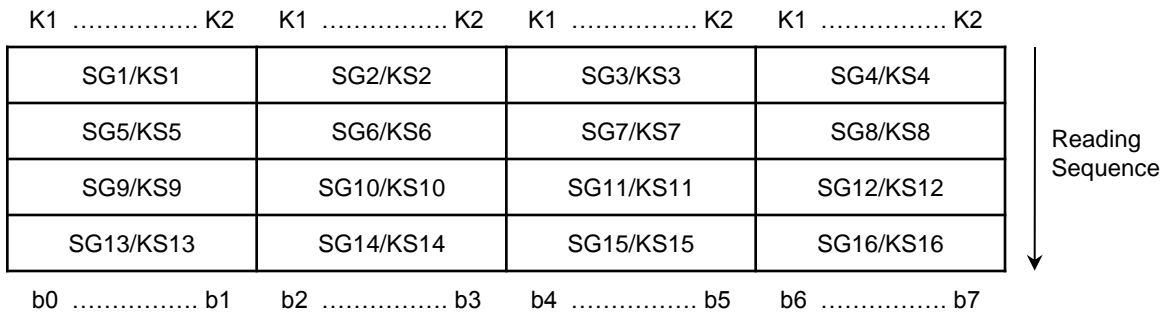 K1 ................ K2 K1 ................ K2 K1 ................ K2 K1 ................ K2
SG1/KS1 SG2/KS2 SG3/KS3 SG4/KS4
SG5/KS5 SG6/KS6 SG7/KS7 SG8/KS8
SG9/KS9 SG10/KS10 SG11/KS11 SG12/KS12
SG13/KS13 SG14/KS14 SG15/KS15 SG16/KS16
Reading
Sequence
b0 ................ b1 b2 ................ b3 b4 ................ b5 b6 ................ b7